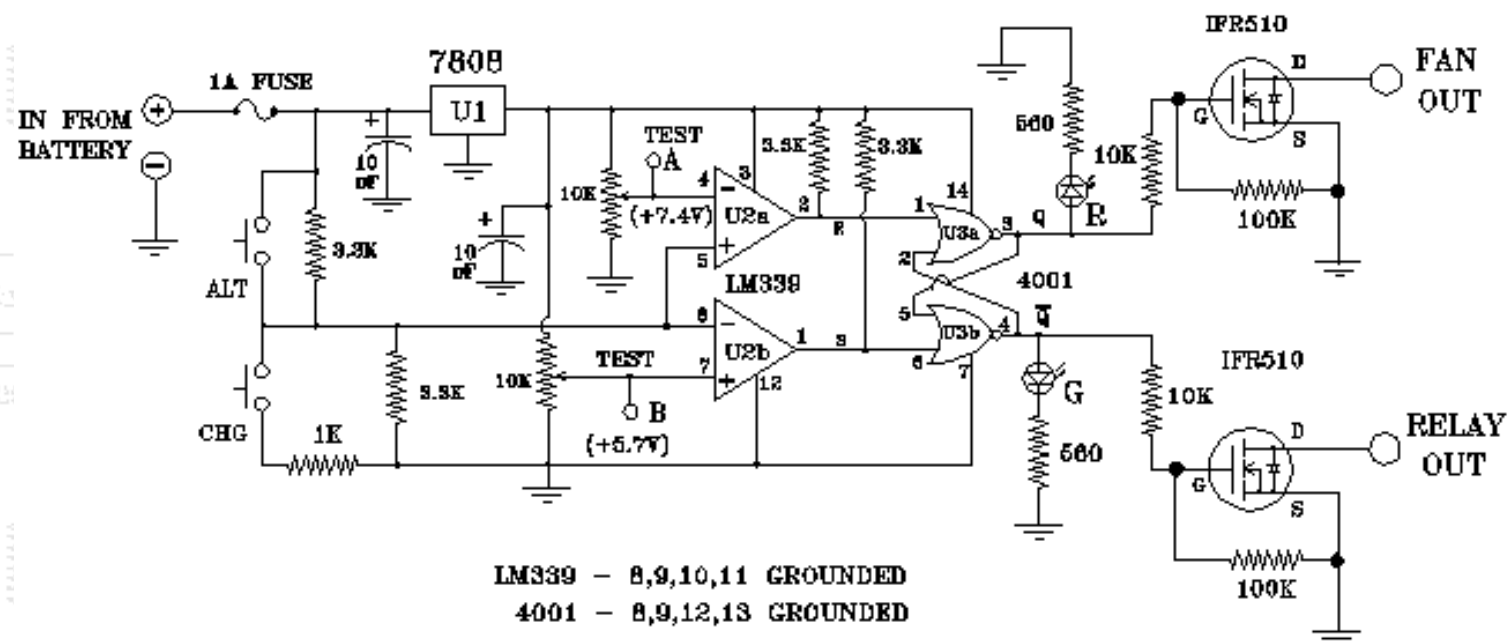 IN FROM
BATTERY
+
−
1A FUSE
7808
U1
+
10
uF
+
10
uF
ALT
3.3K
CHG
1K
3.3K
10K
TEST
A
(+7.4V)
10K
TEST
B
(+5.7V)
4
−
3
U2a
2
+
5
LM339
6
−
U2b
1
7
+
12
3.3K
3.3K
R
S
1
14
U3a
3
2
Q
4001
5
U3b
4
6
7
Q̅
560
R
G
560
10K
IFR510
D
G
S
100K
FAN
OUT
10K
IFR510
D
G
S
100K
RELAY
OUT
LM339 - 8,9,10,11 GROUNDED
4001 - 8,9,12,13 GROUNDED